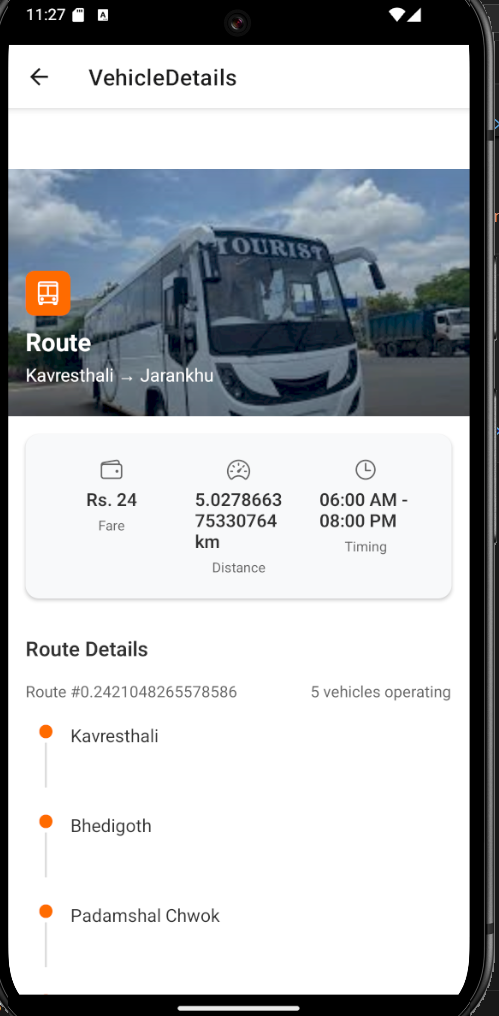 11:27 A
VehicleDetails
TOURIST
Route
Kavresthali → Jarankhu
Rs. 24
Fare
5.0278663
75330764
km
Distance
06:00 AM -
08:00 PM
Timing
Route Details
Route #0.2421048265578586
5 vehicles operating
Kavresthali
Bhedigoth
Padamshal Chwok